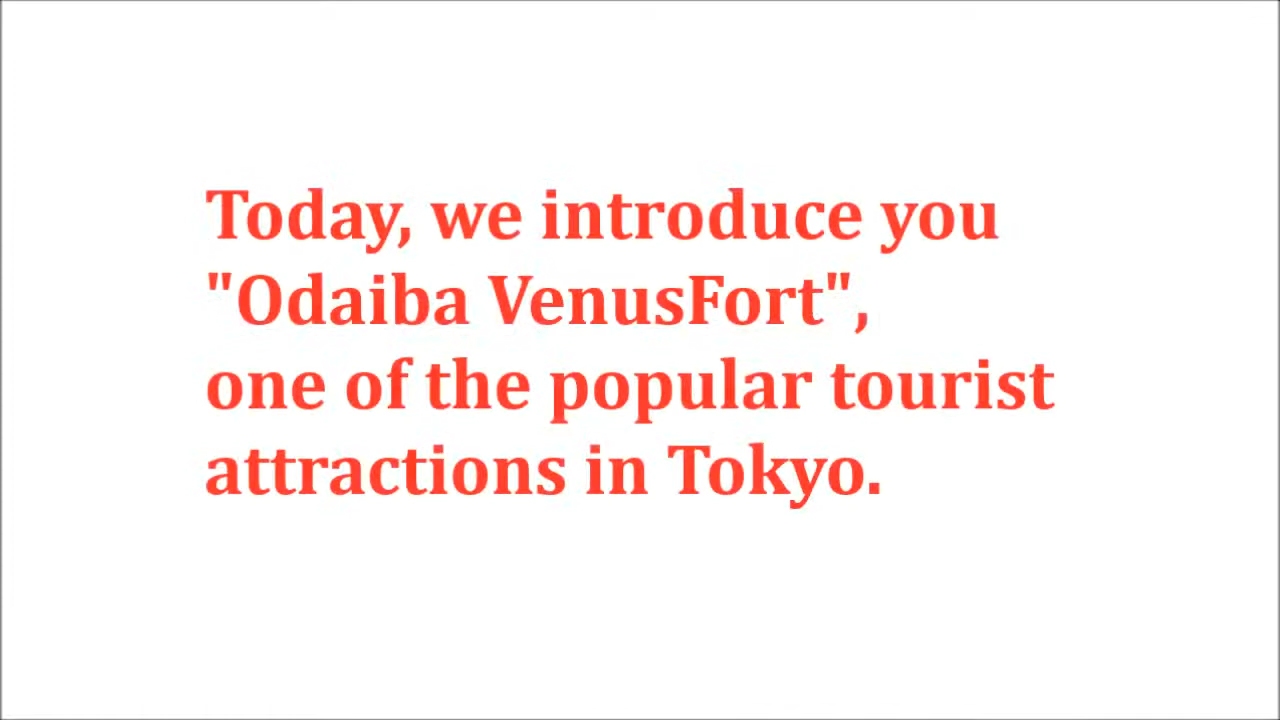 Today, we introduce you
"Odaiba VenusFort",
one of the popular tourist
attractions in Tokyo.